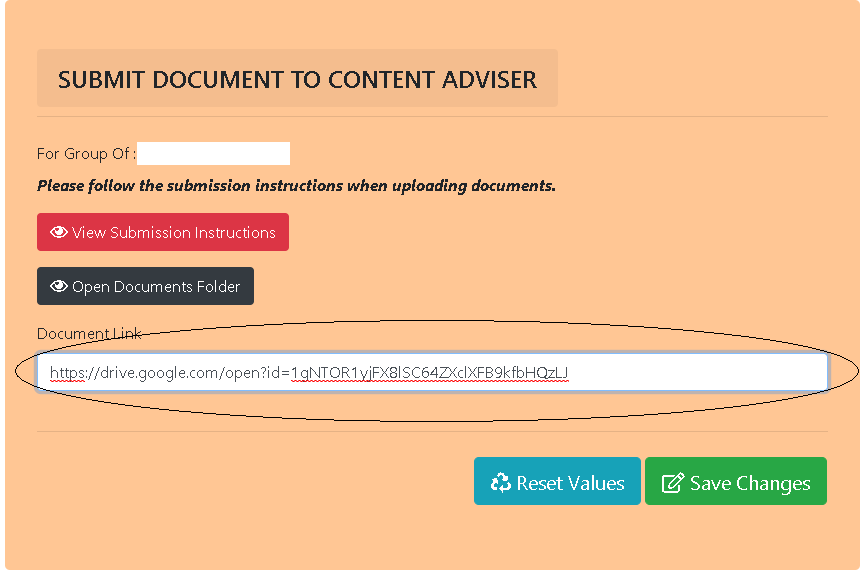 SUBMIT DOCUMENT TO CONTENT ADVISER
For Group Of :
Please follow the submission instructions when uploading documents.
View Submission Instructions
Open Documents Folder
Document Link
https://drive.google.com/open?id=1gNTOR1yjFX8lSC64ZXclXFB9kfbHQzLJ
Reset Values Save Changes